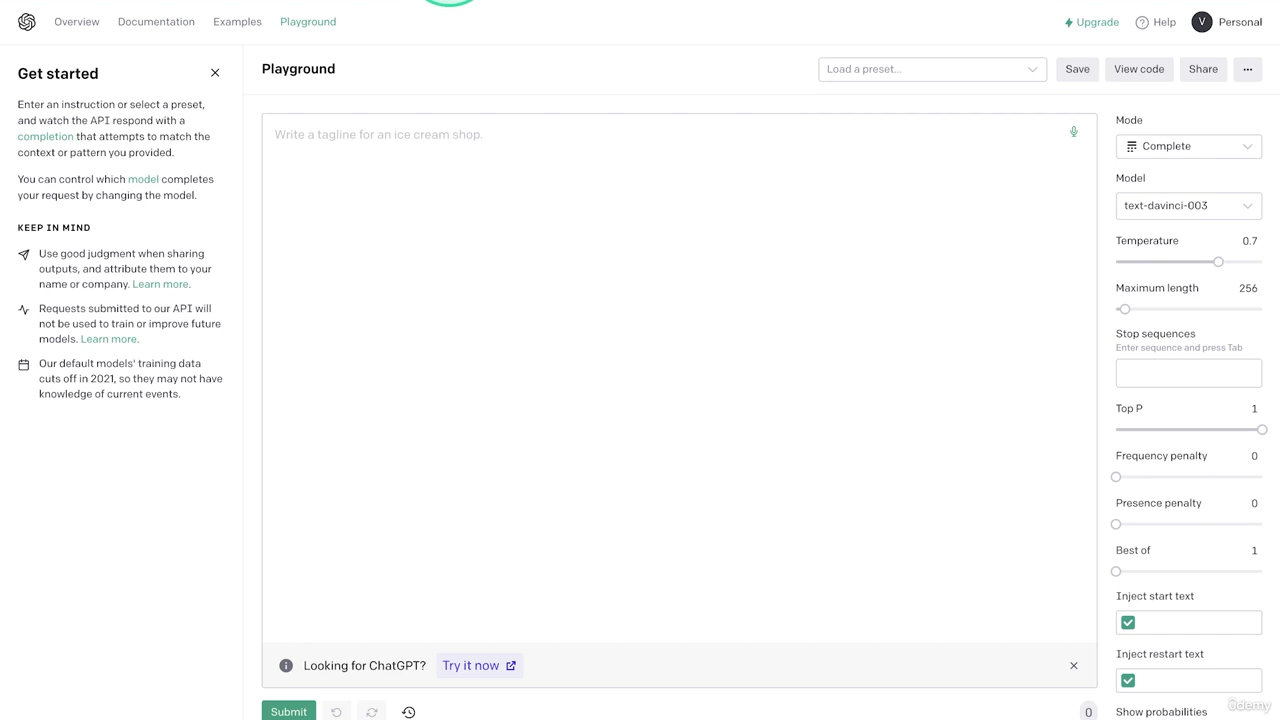 Overview Documentation Examples Playground
Upgrade Help V Personal
Get started
Enter an instruction or select a preset,
and watch the API respond with a
completion that attempts to match the
context or pattern you provided.
You can control which model completes
your request by changing the model.
KEEP IN MIND
Use good judgment when sharing
outputs, and attribute them to your
name or company. Learn more.
Requests submitted to our API will
not be used to train or improve future
models. Learn more.
Our default models' training data
cuts off in 2021, so they may not have
knowledge of current events.
Playground
Load a preset...
Save View code Share ...
Write a tagline for an ice cream shop.
Looking for ChatGPT? Try it now
Submit
0
Mode
Complete
Model
text-davinci-003
Temperature 0.7
Maximum length 256
Stop sequences
Enter sequence and press Tab
Top P 1
Frequency penalty 0
Presence penalty 0
Best of 1
Inject start text
Inject restart text
Show probabilities
ûdemy